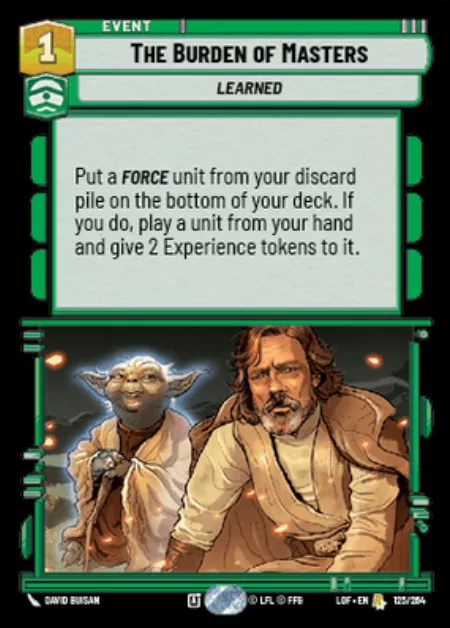 EVENT
1
THE BURDEN OF MASTERS
LEARNED
Put a FORCE unit from your discard
pile on the bottom of your deck. If
you do, play a unit from your hand
and give 2 Experience tokens to it.
DAVID BUISAN
© LFL © FFG
LOF • EN
125/264